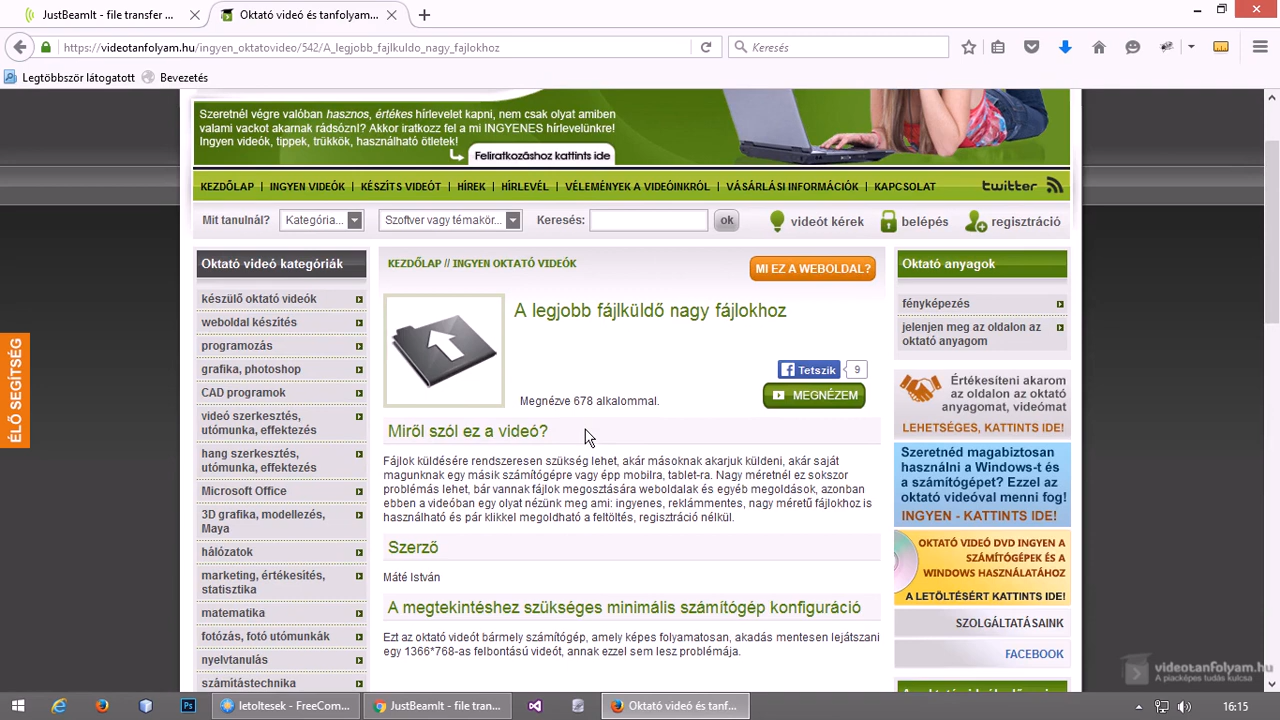 JustBeamIt - file transfer ...
Oktató videó és tanfolyam...
https://videotanfolyam.hu/ingyen_oktatovideo/542/A_legjobb_fajlkuldo_nagy_fajlokhoz
Keresés
Legtöbbször látogatott
Bevezetés
Szeretnél végre valóban hasznos, értékes hírlevelet kapni, nem csak olyat amiben
valami vackot akarnak rádsózni? Akkor iratkozz fel a mi INGYENES hírlevelünkre!
Ingyen videók, tippek, trükkök, használható ötletek!
Feliratkozáshoz kattints ide
KEZDŐLAP | INGYEN VIDEÓK | KÉSZÍTS VIDEÓT | HÍREK | HÍRLEVÉL | VÉLEMÉNYEK A VIDEÓINKRÓL | VÁSÁRLÁSI INFORMÁCIÓK | KAPCSOLAT
twitter
Mit tanulnál? Kategória... Szoftver vagy témakör... Keresés: ok videót kérek belépés regisztráció
ÉLŐ SEGÍTSÉG
Oktató videó kategóriák
készülő oktató videók
weboldal készítés
programozás
grafika, photoshop
CAD programok
videó szerkesztés,
utómunka, effektezés
hang szerkesztés,
utómunka, effektezés
Microsoft Office
3D grafika, modellezés,
Maya
hálózatok
marketing, értékesítés,
statisztika
matematika
fotózás, fotó utómunkák
nyelvtanulás
számítástechnika
KEZDŐLAP // INGYEN OKTATÓ VIDEÓK
MI EZ A WEBOLDAL?
A legjobb fájlküldő nagy fájlokhoz
Tetszik 9
Megnézve 678 alkalommal.
MEGNÉZEM
Miről szól ez a videó?
Fájlok küldésére rendszeresen szükség lehet, akár másoknak akarjuk küldeni, akár saját
magunknak egy másik számítógépre vagy épp mobilra, tablet-ra. Nagy méretnél ez sokszor
problémás lehet, bár vannak fájlok megosztására weboldalak és egyéb megoldások, azonban
ebben a videóban egy olyat nézünk meg ami: ingyenes, reklámmentes, nagy méretű fájlokhoz is
használható és pár klikkel megoldható a feltöltés, regisztráció nélkül.
Szerző
Máté István
A megtekintéshez szükséges minimális számítógép konfiguráció
Ezt az oktató videót bármely számítógép, amely képes folyamatosan, akadás mentesen lejátszani
egy 1366*768-as felbontású videót, annak ezzel sem lesz problémája.
Oktató anyagok
fényképezés
jelenjen meg az oldalon az
oktató anyagom
Értékesíteni akarom
az oldalon az oktató
anyagomat, videómat
LEHETSÉGES, KATTINTS IDE!
Szeretnéd magabiztosan
használni a Windows-t és
a számítógépet? Ezzel az
oktató videóval menni fog!
INGYEN - KATTINTS IDE!
OKTATÓ VIDEÓ DVD INGYEN A
SZÁMÍTÓGÉPEK ÉS A
WINDOWS HASZNÁLATÁHOZ
A LETÖLTÉSÉRT KATTINTS IDE!
SZOLGÁLTATÁSAINK
FACEBOOK
videotanfolyam.hu
A piacképes tudás kulcsa
letoltesek - FreeCom...
JustBeamIt - file tran...
Oktató videó és tanf...
16:15